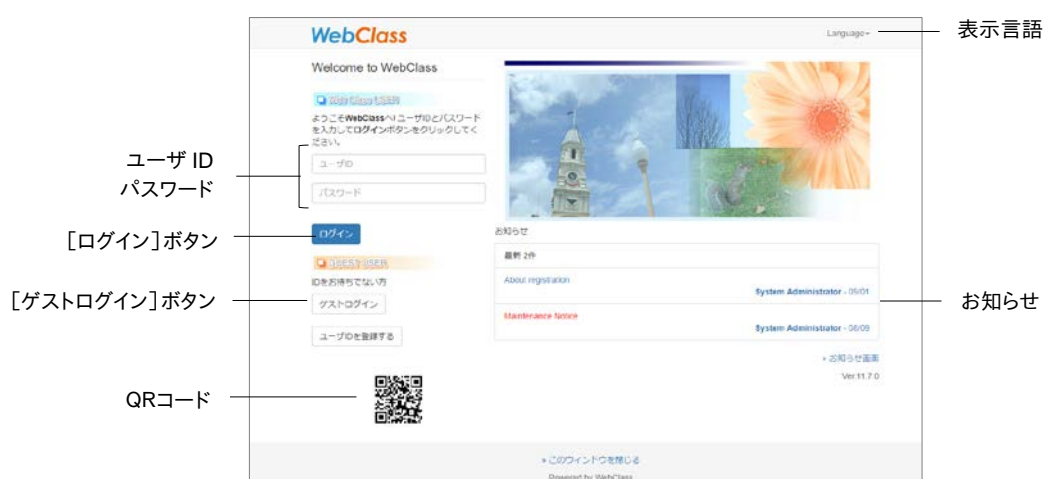 WebClass
Language
表示言語
Welcome to WebClass
Web Class USER
ようこそWebClassへ! ユーザIDとパスワード
を入力してログインボタンをクリックしてく
ださい。
ユーザ ID
パスワード
ユーザID
パスワード
[ログイン]ボタン
ログイン
GUEST USER
IDをお持ちでない方
[ゲストログイン]ボタン
ゲストログイン
ユーザIDを登録する
QRコード
お知らせ
最新 2件
About registration
System Administrator - 09/01
Maintenance Notice
System Administrator - 08/09
お知らせ
» お知らせ画面
Ver.11.7.0
» このウィンドウを閉じる
Powered by WebClass